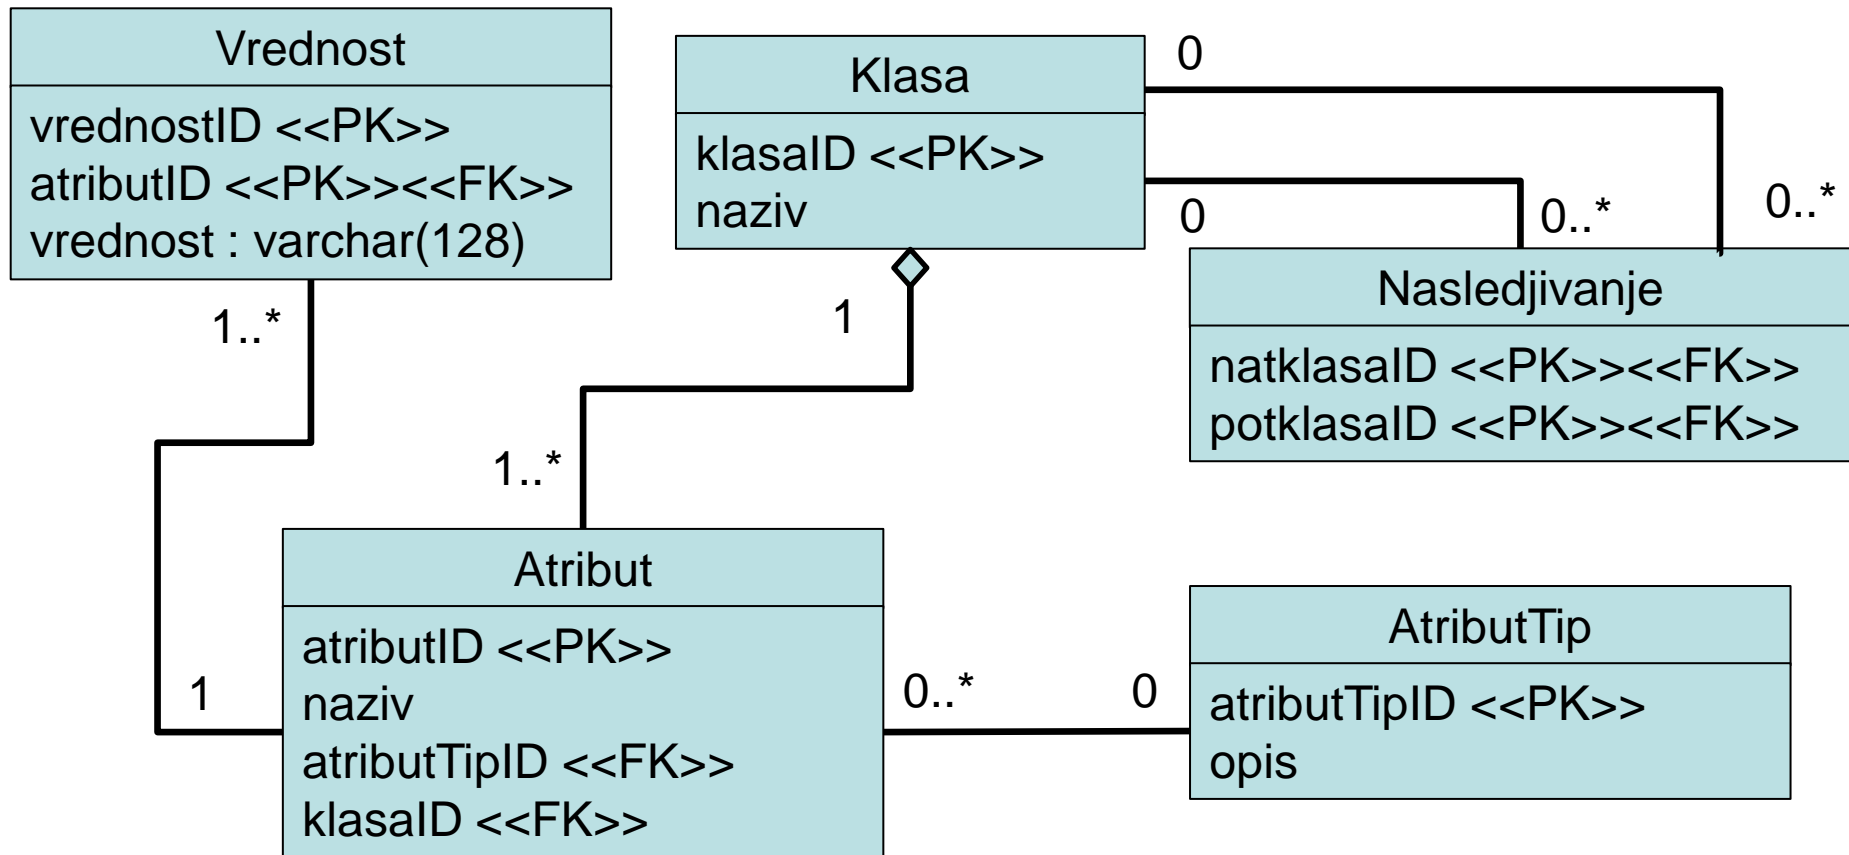 Vrednost
vrednostID <<PK>>
atributID <<PK>><<FK>>
vrednost : varchar(128)
1..*
1
Klasa
klasaID <<PK>>
naziv
0
0
0..*
0..*
1
1..*
Nasledjivanje
natklasaID <<PK>><<FK>>
potklasaID <<PK>><<FK>>
Atribut
atributID <<PK>>
naziv
atributTipID <<FK>>
klasaID <<FK>>
0..*
0
AtributTip
atributTipID <<PK>>
opis